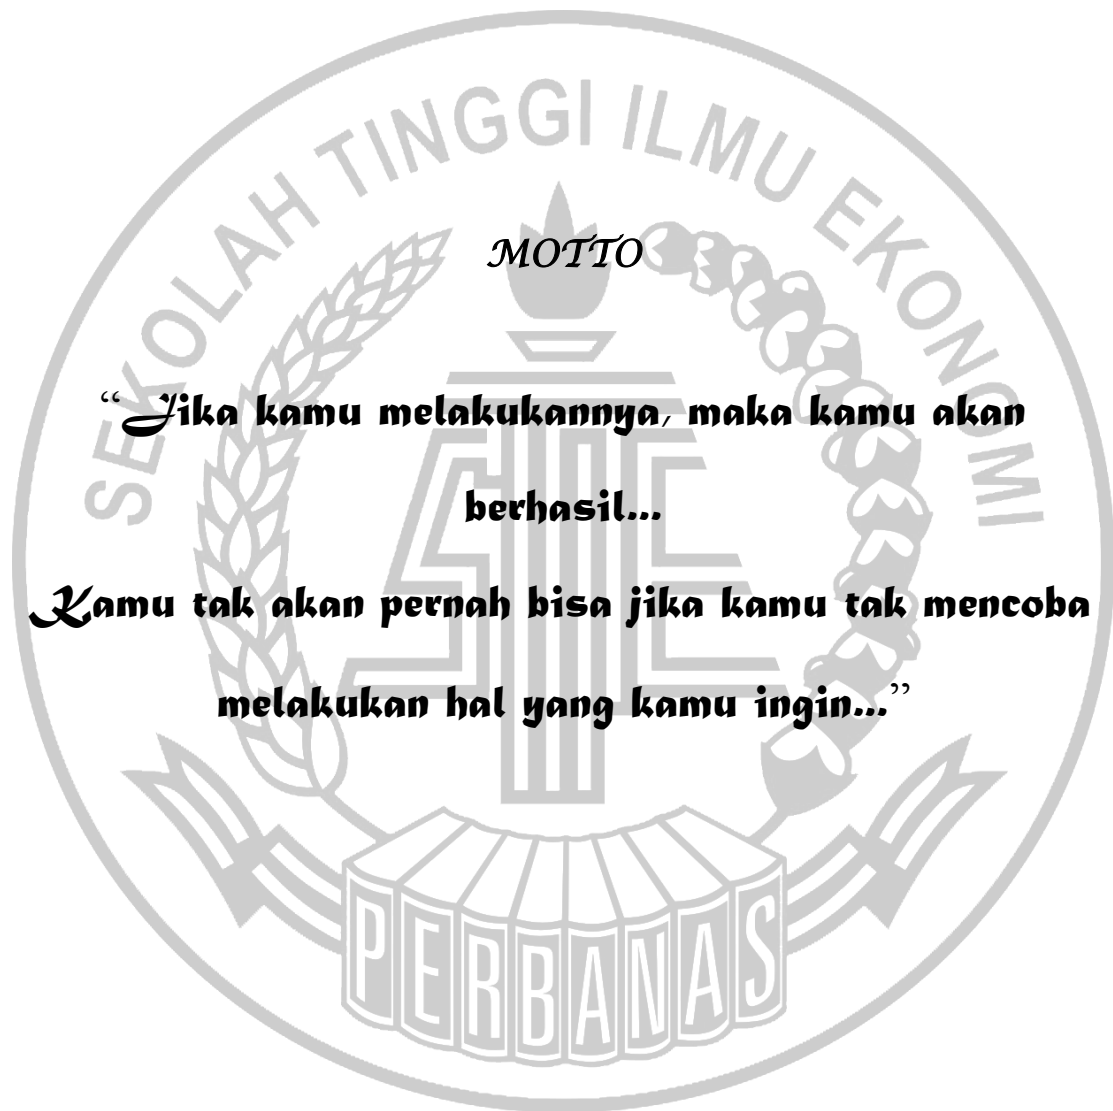 SEKOLAH TINGGI ILMU EKONOMI
MOTTO
“Jika kamu melakukannya, maka kamu akan
berhasil...
Kamu tak akan pernah bisa jika kamu tak mencoba
melakukan hal yang kamu ingin...”
PERBANAS